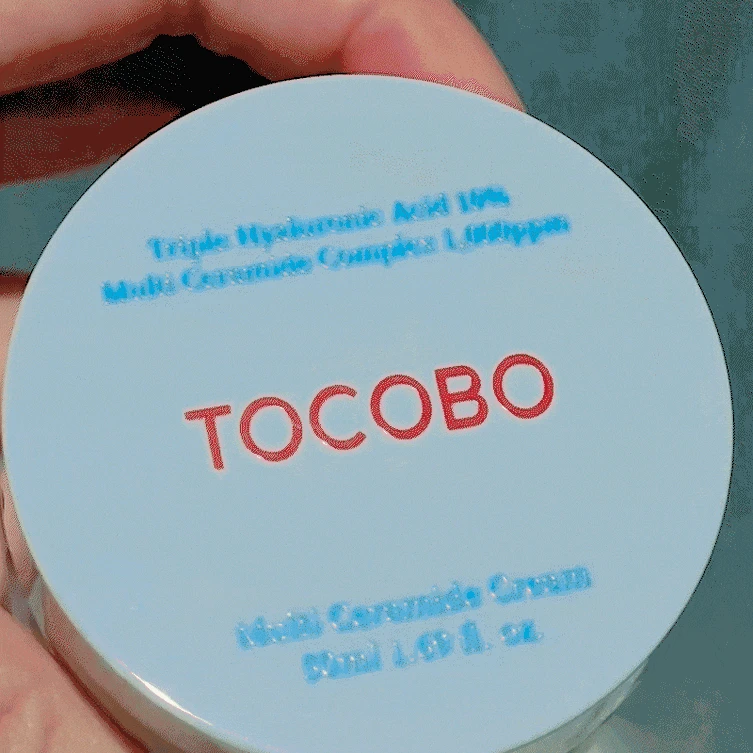 Triple Hyaluronic Acid 10%
Multi Ceramide Complex 1,000ppm
TOCOBO
Multi Ceramide Cream
50ml 1.69 fl. oz.